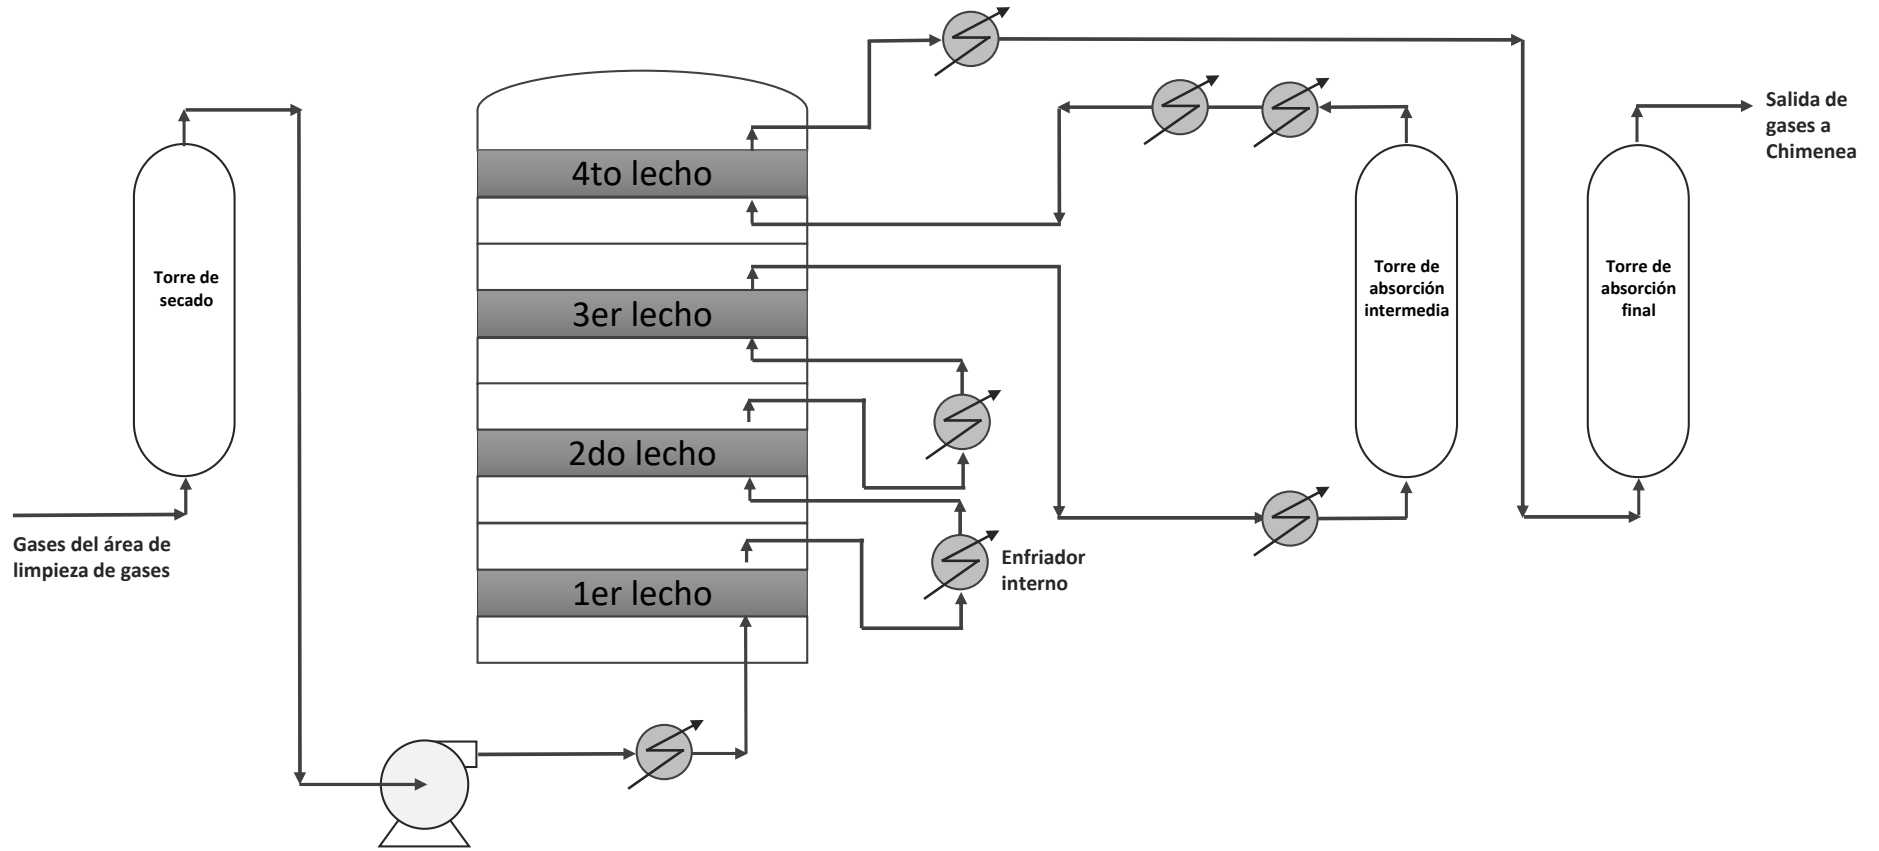 4to lecho
3er lecho
2do lecho
1er lecho
Torre de
secado
Gases del área de
limpieza de gases
Enfriador
interno
Torre de
absorción
intermedia
Torre de
absorción
final
Salida de
gases a
Chimenea